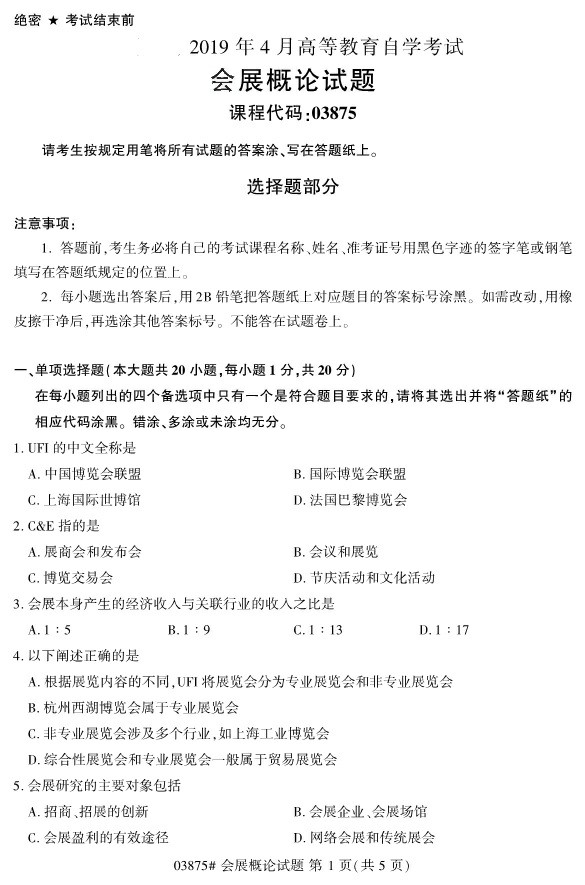 绝密 ★ 考试结束前
2019 年 4 月高等教育自学考试
会展概论试题
课程代码:03875
请考生按规定用笔将所有试题的答案涂、写在答题纸上。
选择题部分
注意事项:
1. 答题前,考生务必将自己的考试课程名称、姓名、准考证号用黑色字迹的签字笔或钢笔
填写在答题纸规定的位置上。
2. 每小题选出答案后,用 2B 铅笔把答题纸上对应题目的答案标号涂黑。如需改动,用橡
皮擦干净后,再选涂其他答案标号。不能答在试题卷上。
一、单项选择题(本大题共 20 小题,每小题 1 分,共 20 分)
在每小题列出的四个备选项中只有一个是符合题目要求的,请将其选出并将“答题纸”的
相应代码涂黑。错涂、多涂或未涂均无分。
1. UFI 的中文全称是
A. 中国博览会联盟 B. 国际博览会联盟
C. 上海国际世博馆 D. 法国巴黎博览会
2. C&E 指的是
A. 展商会和发布会 B. 会议和展览
C. 博览交易会 D. 节庆活动和文化活动
3. 会展本身产生的经济收入与关联行业的收入之比是
A. 1∶5 B. 1∶9 C. 1∶13 D. 1∶17
4. 以下阐述正确的是
A. 根据展览内容的不同,UFI 将展览会分为专业展览会和非专业展览会
B. 杭州西湖博览会属于专业展览会
C. 非专业展览会涉及多个行业,如上海工业博览会
D. 综合性展览会和专业展览会一般属于贸易展览会
5. 会展研究的主要对象包括
A. 招商、招展的创新 B. 会展企业、会展场馆
C. 会展盈利的有效途径 D. 网络会展和传统展会
03875# 会展概论试题 第 1 页(共 5 页)